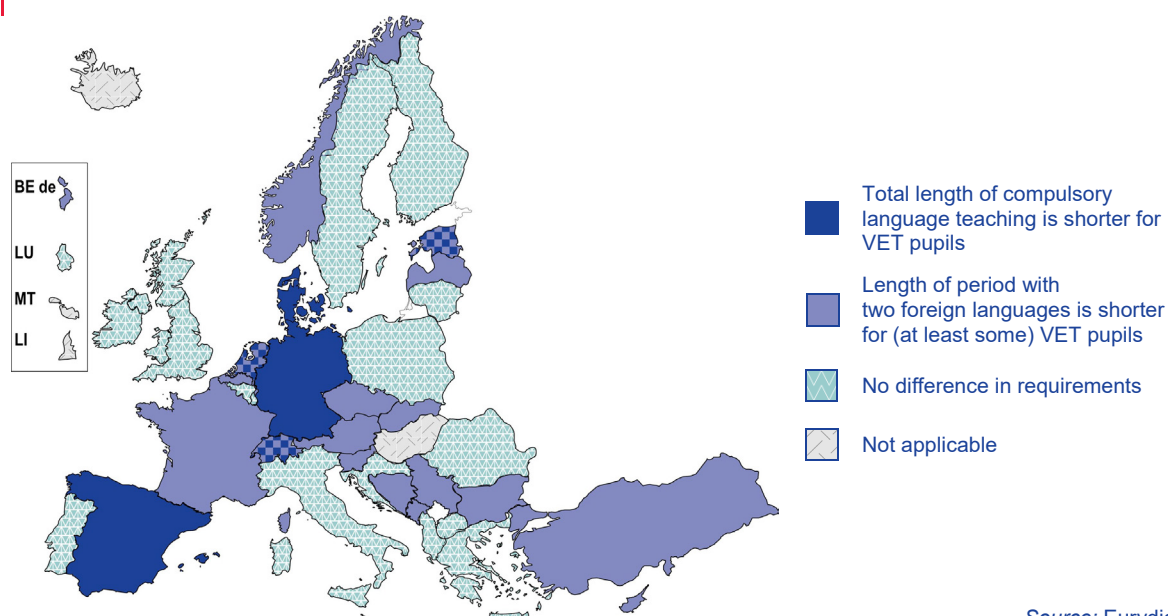 BE de
LU
MT
LI
Total length of compulsory
language teaching is shorter for
VET pupils
Length of period with
two foreign languages is shorter
for (at least some) VET pupils
No difference in requirements
Not applicable